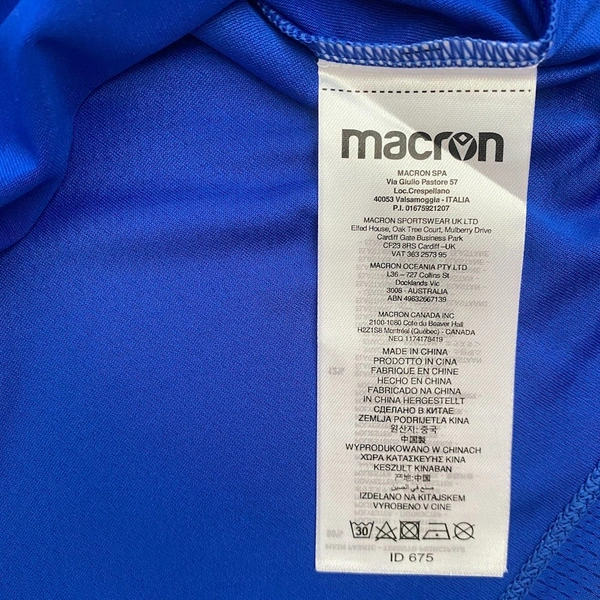 macron
MACRON SPA
Via Giulio Pastore 57
Loc.Crespellano
40053 Valsamoggia - ITALIA
P.I. 01675921207
MACRON SPORTSWEAR UK LTD
Elfed House, Oak Tree Court, Mulberry Drive
Cardiff Gate Business Park
CF23 8RS Cardiff –UK
VAT 363 2573 95
MACRON OCEANIA PTY LTD
L36 – 727 Collins St
Docklands Vic
3008 - AUSTRALIA
ABN 49632667139
MACRON CANADA INC
2100-1080 Cote du Beaver Hall
H2Z1S8 Montréal (Québec) - CANADA
NEQ 1174178419
MADE IN CHINA
PRODOTTO IN CINA
FABRIQUE EN CHINE
HECHO EN CHINA
FABRICADO NA CHINA
IN CHINA HERGESTELLT
СДЕЛАНО В КИТАЕ
ZEMLJA PODRIJETLA KINA
원산지: 중국
中国製
WYPRODUKOWANO W CHINACH
ΧΩΡΑ ΚΑΤΑΣΚΕΥΗΣ ΚΙΝΑ
KESZULT KINABAN
产地:中国
صنع في الصين
IZDELANO NA KITAJSKEM
VYROBENO V CINE
30
ID 675